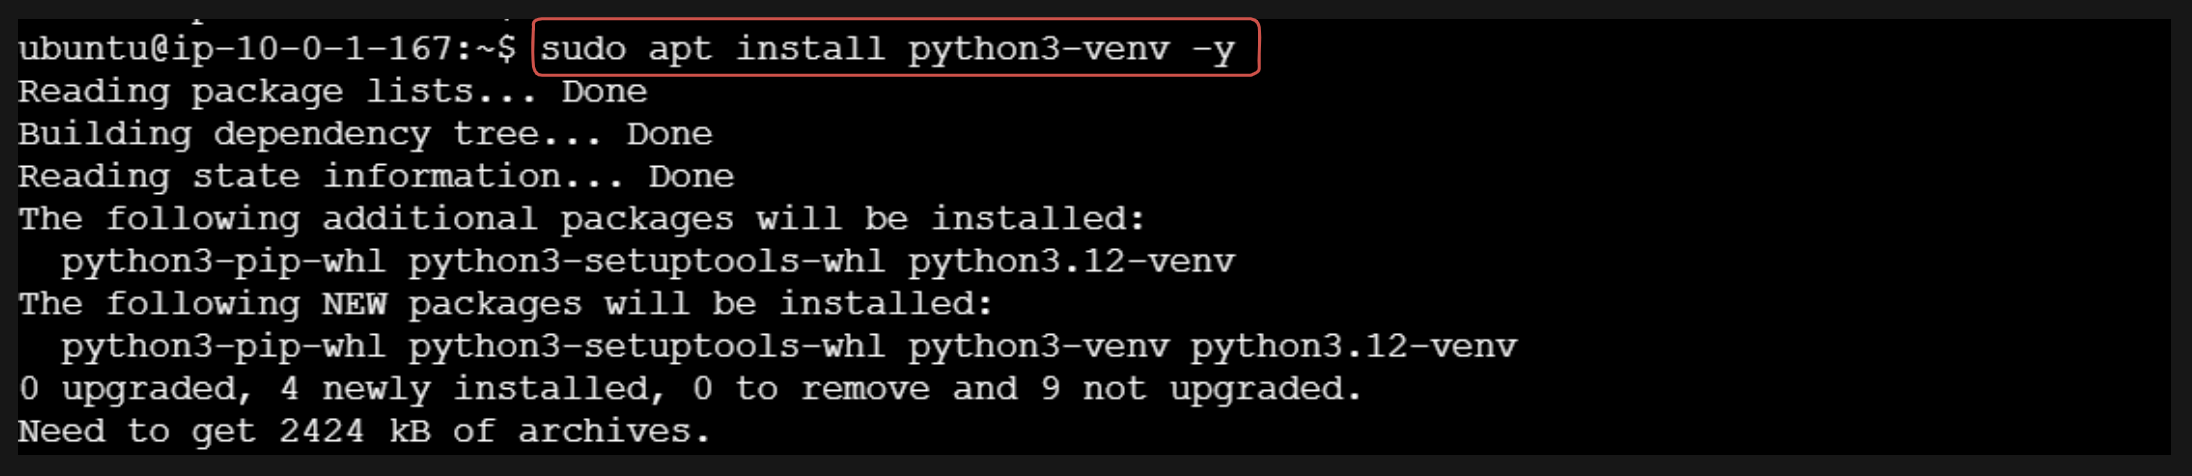 ubuntu@ip-10-0-1-167:~$ sudo apt install python3-venv -y
Reading package lists... Done
Building dependency tree... Done
Reading state information... Done
The following additional packages will be installed:
  python3-pip-whl python3-setuptools-whl python3.12-venv
The following NEW packages will be installed:
  python3-pip-whl python3-setuptools-whl python3-venv python3.12-venv
0 upgraded, 4 newly installed, 0 to remove and 9 not upgraded.
Need to get 2424 kB of archives.